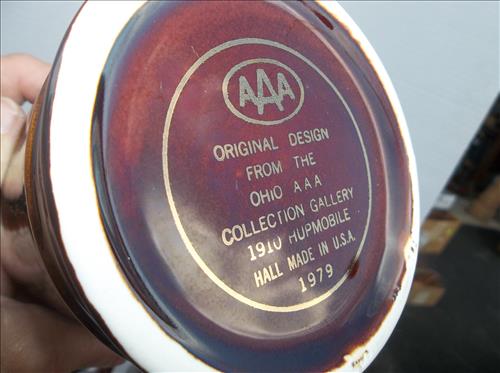 AAA
ORIGINAL DESIGN
FROM THE
OHIO AAA
COLLECTION GALLERY
1910 HUPMOBILE
HALL MADE IN U.S.A.
1979